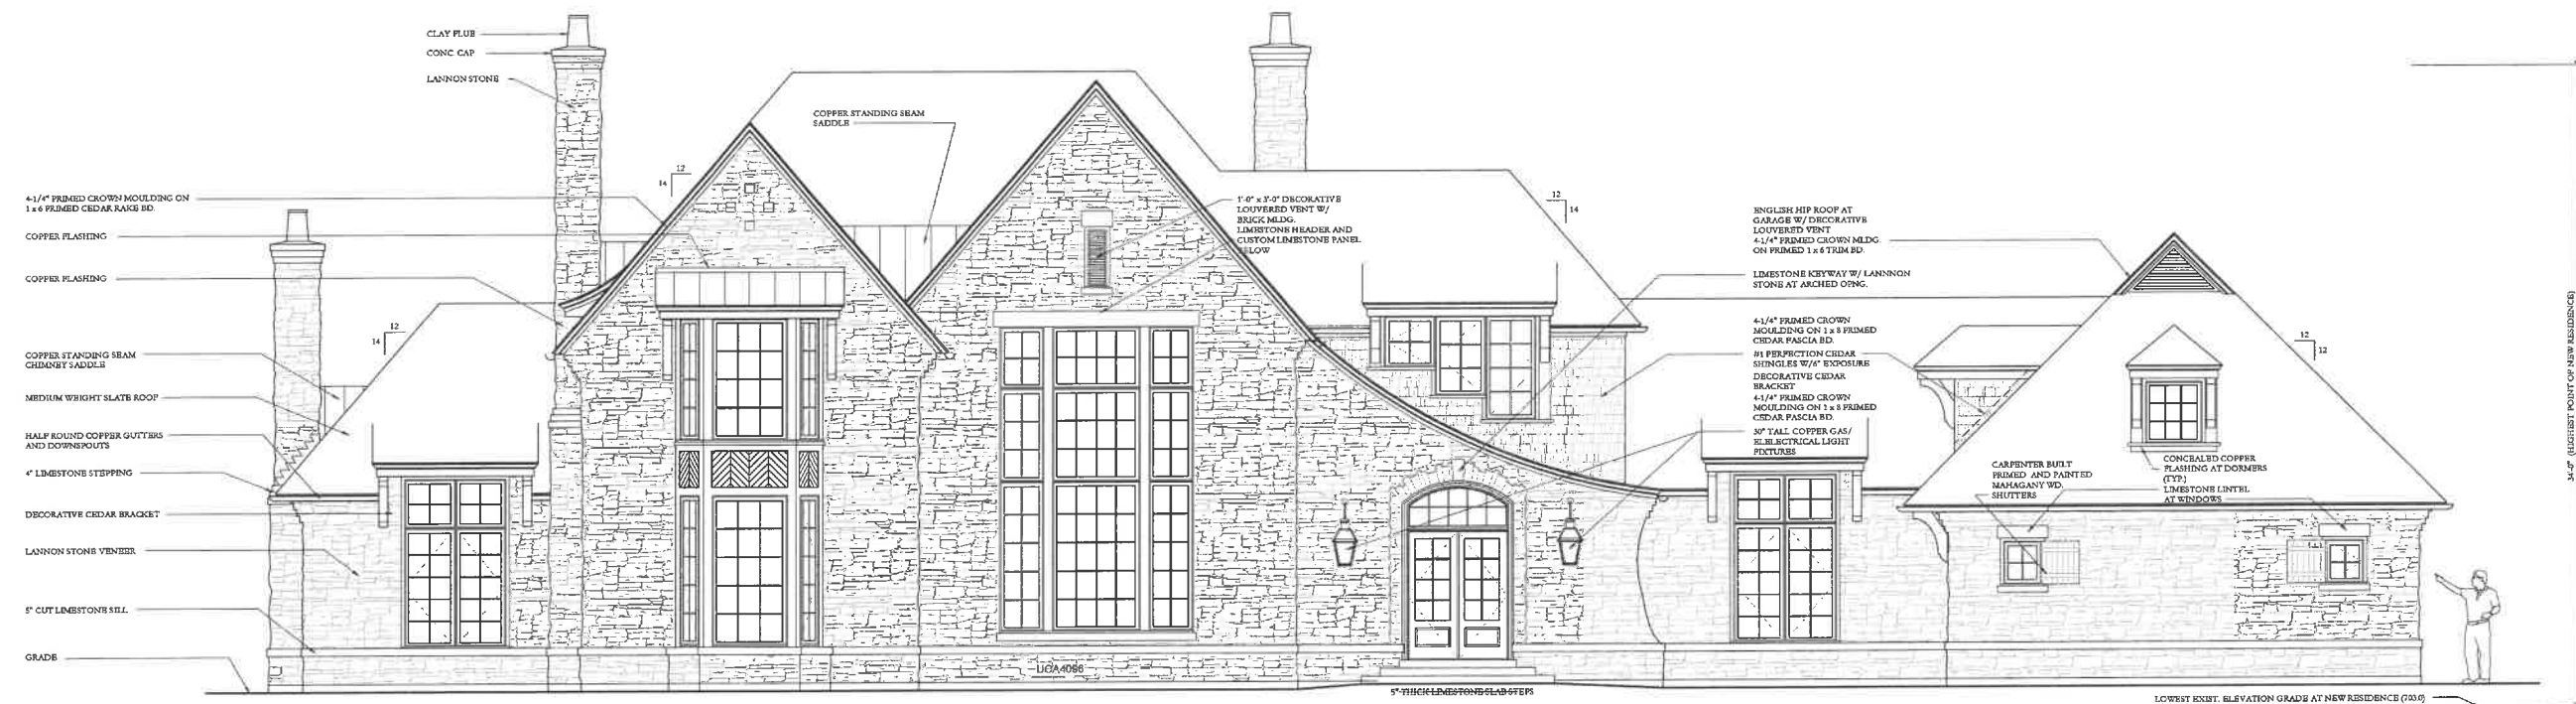 CLAY FLUE
CONC. CAP
LANNON STONE
COPPER STANDING SEAM
SADDLE
12
14
4-1/4" PRIMED CROWN MOULDING ON
1 x 6 PRIMED CEDAR RAKE BD.
COPPER FLASHING
COPPER FLASHING
12
14
COPPER STANDING SEAM
CHIMNEY SADDLE
MEDIUM WEIGHT SLATE ROOF
HALF ROUND COPPER GUTTERS
AND DOWNSPOUTS
4" LIMESTONE STEPPING
DECORATIVE CEDAR BRACKET
LANNON STONE VENEER
5" CUT LIMESTONE SILL
GRADE
1'-0" x 3'-0" DECORATIVE
LOUVERED VENT W/
BRICK MLDG.
LIMESTONE HEADER AND
CUSTOM LIMESTONE PANEL
BELOW
12
14
ENGLISH HIP ROOF AT
GARAGE W/ DECORATIVE
LOUVERED VENT
4-1/4" PRIMED CROWN MLDG.
ON PRIMED 1 x 6 TRIM BD.
LIMESTONE KEYWAY W/ LANNNON
STONE AT ARCHED OPNG.
4-1/4" PRIMED CROWN
MOULDING ON 1 x 8 PRIMED
CEDAR FASCIA BD.
#1 PERFECTION CEDAR
SHINGLES W/6" EXPOSURE
DECORATIVE CEDAR
BRACKET
4-1/4" PRIMED CROWN
MOULDING ON 1 x 8 PRIMED
CEDAR FASCIA BD.
30" TALL COPPER GAS/
ELELECTRICAL LIGHT
FIXTURES
12
12
CARPENTER BUILT
PRIMED AND PAINTED
MAHAGANY WD.
SHUTTERS
CONCEALED COPPER
FLASHING AT DORMERS
(TYP.)
LIMESTONE LINTEL
AT WINDOWS
34'-0" (HIGHEST POINT OF NEW RESIDENCE)
UCA4066
5" THICK LIMESTONE SLAB STEPS
LOWEST EXIST. ELEVATION GRADE AT NEW RESIDENCE (703.0)